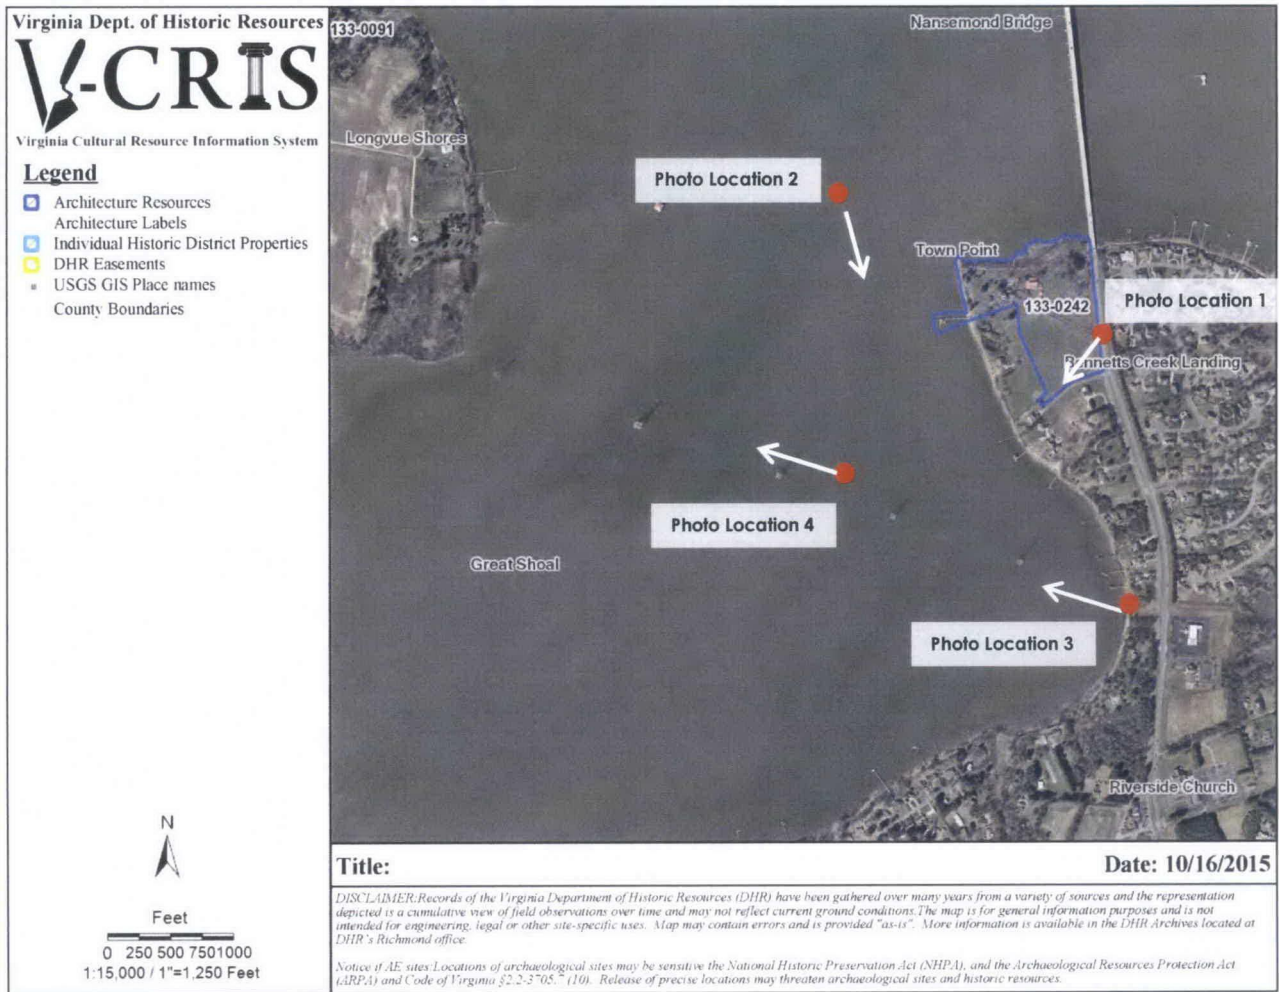 Virginia Dept. of Historic Resources
V-CRIS
Virginia Cultural Resource Information System
Legend
Architecture Resources
Architecture Labels
Individual Historic District Properties
DHR Easements
USGS GIS Place names
County Boundaries
N
Feet
0 250 500 7501000
1:15,000 / 1"=1,250 Feet
133-0091
Nansemond Bridge
Longvue Shores
Photo Location 2
Town Point
133-0242
Photo Location 1
Bennetts Creek Landing
Photo Location 4
Great Shoal
Photo Location 3
Riverside Church
Title:
Date: 10/16/2015
DISCLAIMER:Records of the Virginia Department of Historic Resources (DHR) have been gathered over many years from a variety of sources and the representation
depicted is a cumulative view of field observations over time and may not reflect current ground conditions.The map is for general information purposes and is not
intended for engineering, legal or other site-specific uses. Map may contain errors and is provided "as-is". More information is available in the DHR Archives located at
DHR's Richmond office.
Notice if AE sites:Locations of archaeological sites may be sensitive the National Historic Preservation Act (NHPA), and the Archaeological Resources Protection Act
(ARPA) and Code of Virginia §2.2-3705.7 (10). Release of precise locations may threaten archaeological sites and historic resources.